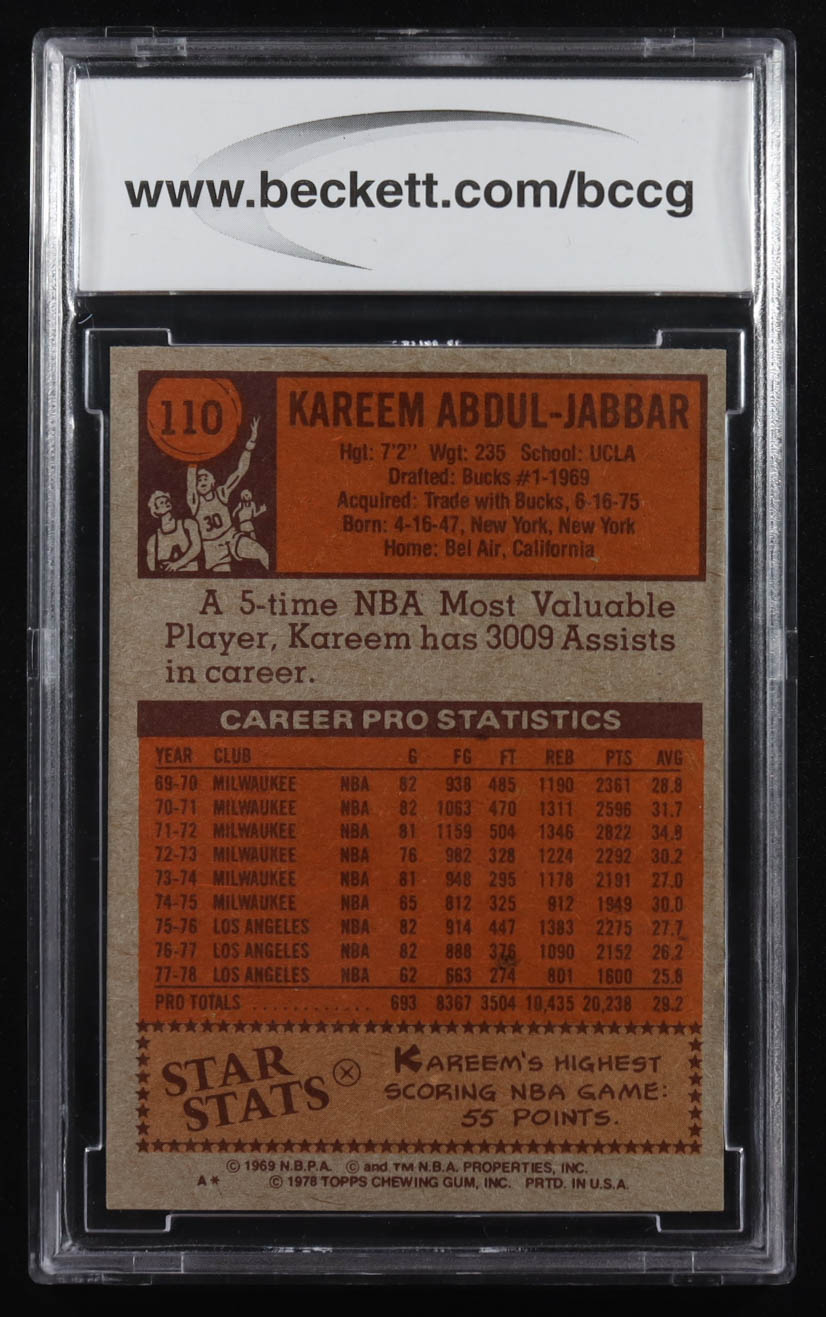 www.beckett.com/bccg
110
30
KAREEM ABDUL-JABBAR
Hgt: 7'2" Wgt: 235 School: UCLA
Drafted: Bucks #1-1969
Acquired: Trade with Bucks, 6-16-75
Born: 4-16-47, New York, New York
Home: Bel Air, California
A 5-time NBA Most Valuable
Player, Kareem has 3009 Assists
in career.
CAREER PRO STATISTICS
YEAR CLUB G FG FT REB PTS AVG
69-70 MILWAUKEE NBA 82 938 485 1190 2361 28.8
70-71 MILWAUKEE NBA 82 1063 470 1311 2596 31.7
71-72 MILWAUKEE NBA 81 1159 504 1346 2822 34.8
72-73 MILWAUKEE NBA 76 982 328 1224 2292 30.2
73-74 MILWAUKEE NBA 81 948 295 1178 2191 27.0
74-75 MILWAUKEE NBA 65 812 325 912 1949 30.0
75-76 LOS ANGELES NBA 82 914 447 1383 2275 27.7
76-77 LOS ANGELES NBA 82 888 376 1090 2152 26.2
77-78 LOS ANGELES NBA 62 663 274 801 1600 25.8
PRO TOTALS ............ 693 8367 3504 10,435 20,238 29.2
STAR
STATS
KAREEM'S HIGHEST
SCORING NBA GAME:
55 POINTS.
© 1969 N.B.P.A. © and TM N.B.A. PROPERTIES, INC.
A* © 1978 TOPPS CHEWING GUM, INC. PRTD. IN U.S.A.